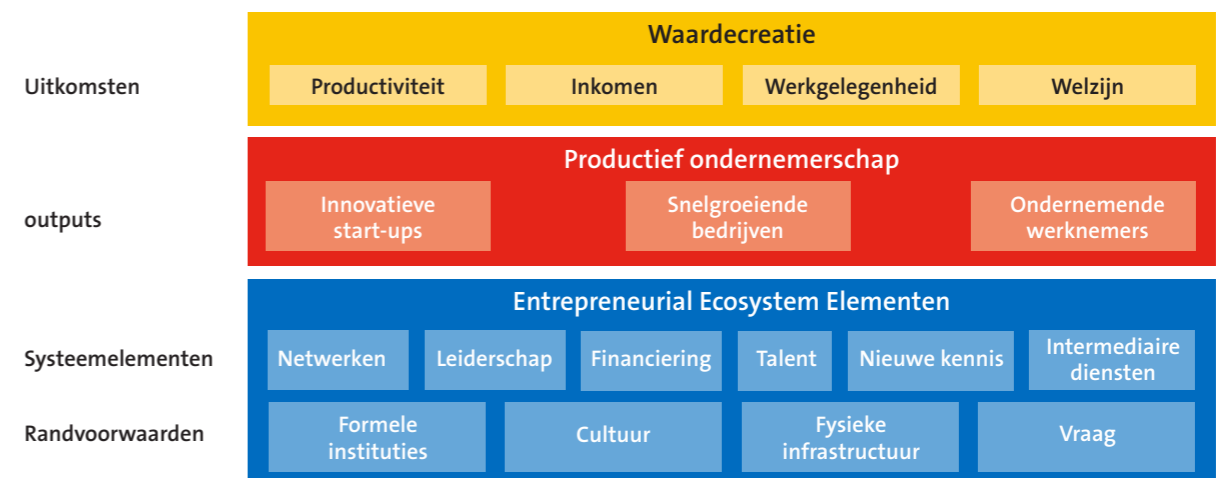 Waardecreatie
Uitkomsten
Productiviteit
Inkomen
Werkgelegenheid
Welzijn
Productief ondernemerschap
outputs
Innovatieve
start-ups
Snelgroeiende
bedrijven
Ondernemende
werknemers
Entrepreneurial Ecosystem Elementen
Systeemelementen
Netwerken
Leiderschap
Financiering
Talent
Nieuwe kennis
Intermediaire
diensten
Randvoorwaarden
Formele
instituties
Cultuur
Fysieke
infrastructuur
Vraag